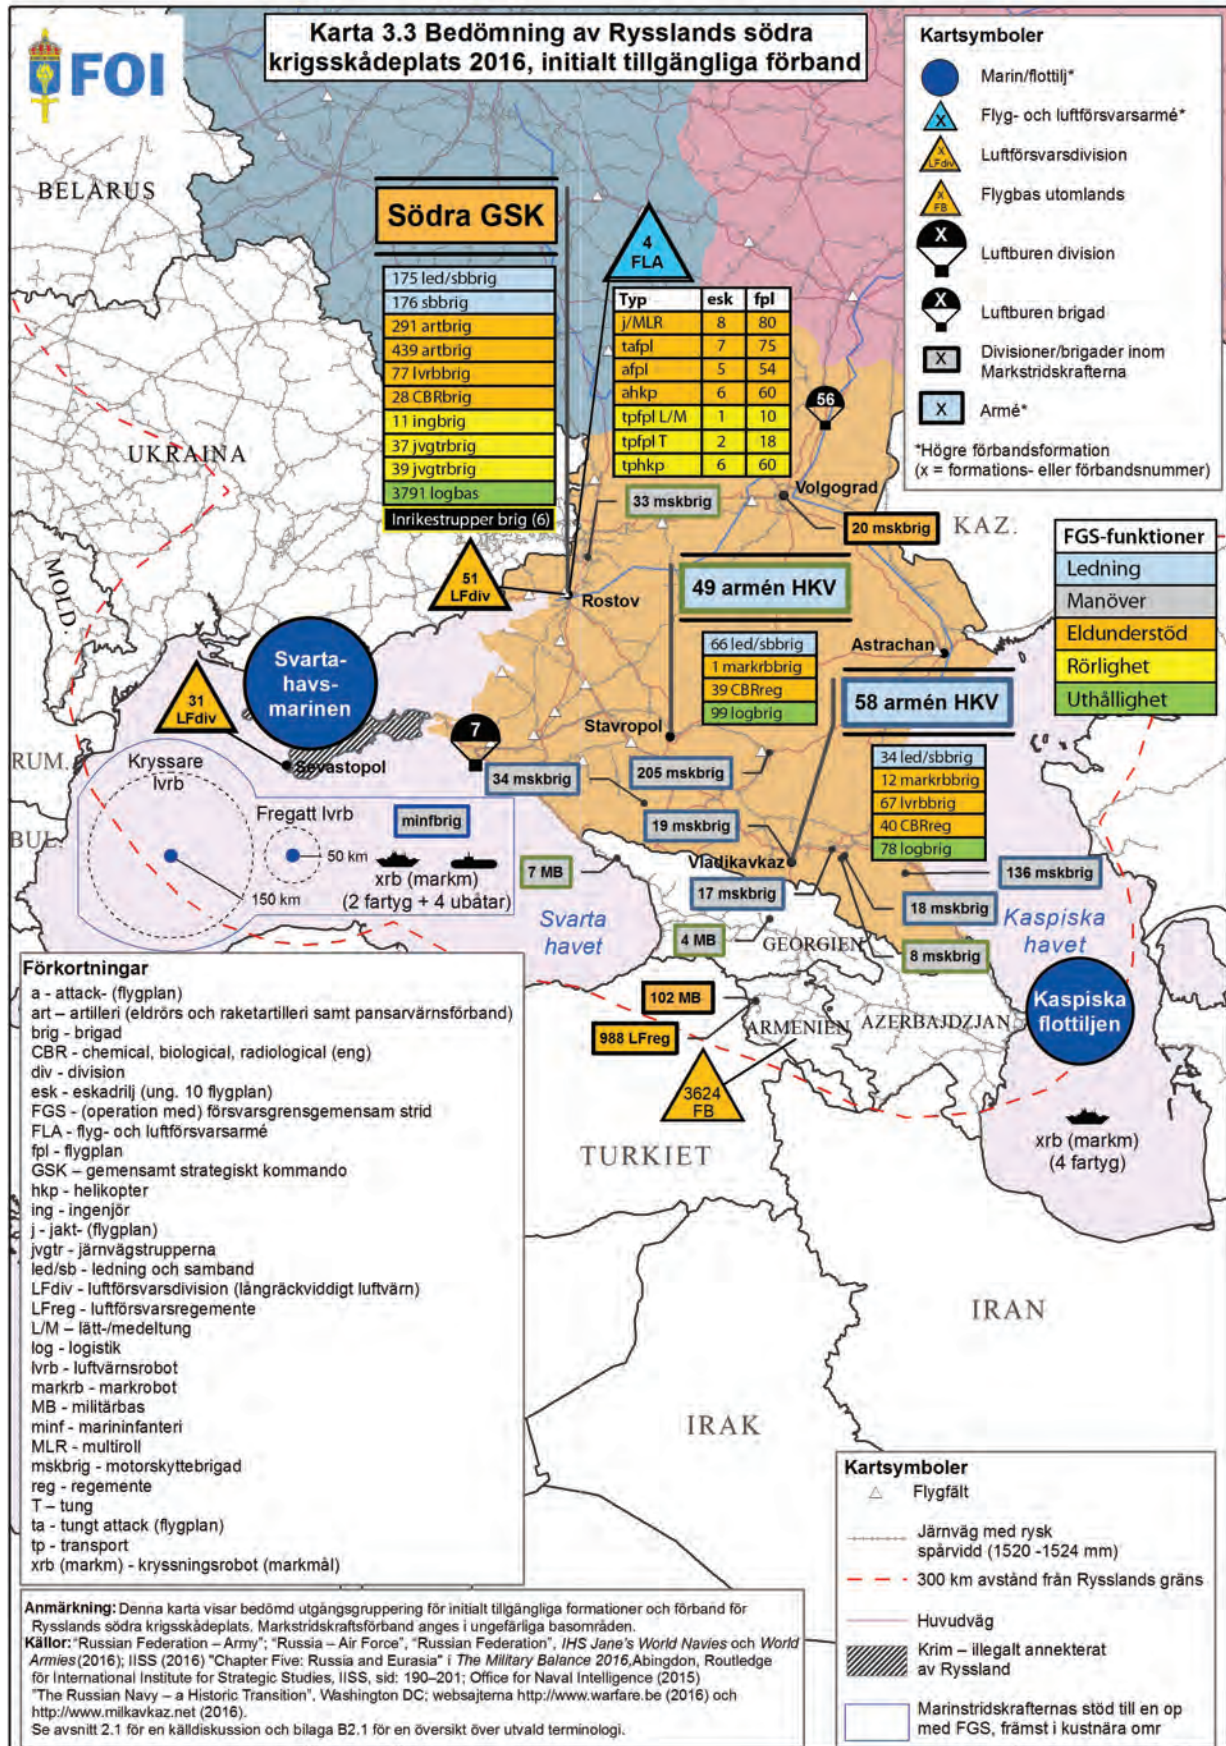 FOI
Karta 3.3 Bedömning av Rysslands södra
krigsskådeplats 2016, initialt tillgängliga förband
Kartsymboler
Marin/flottilj*
X
Flyg- och luftförsvarsarmé*
X
LFdiv
Luftförsvarsdivision
X
FB
Flygbas utomlands
X
Luftburen division
X
Luftburen brigad
X
Divisioner/brigader inom
Markstridskrafterna
X
Armé*
*Högre förbandsformation
(x = formations- eller förbandsnummer)
BELARUS
UKRAINA
MOLD.
RUM.
BUL
KAZ.
Södra GSK
175 led/sbbrig
176 sbbrig
291 artbrig
439 artbrig
77 lvrbbrig
28 CBRbrig
11 ingbrig
37 jvgtrbrig
39 jvgtrbrig
3791 logbas
Inrikestrupper brig (6)
4
FLA
Typ esk fpl
j/MLR 8 80
tafpl 7 75
afpl 5 54
ahkp 6 60
tpfpl L/M 1 10
tpfpl T 2 18
tphkp 6 60
56
33 mskbrig
Volgograd
20 mskbrig
FGS-funktioner
Ledning
Manöver
Eldunderstöd
Rörlighet
Uthållighet
51
LFdiv
Rostov
49 armén HKV
66 led/sbbrig
1 markrbbrig
39 CBRreg
99 logbrig
Astrachan
58 armén HKV
34 led/sbbrig
12 markrbbrig
67 lvrbbrig
40 CBRreg
78 logbrig
Svarta-
havs-
marinen
31
LFdiv
Sevastopol
7
Stavropol
34 mskbrig
205 mskbrig
19 mskbrig
Vladikavkaz
136 mskbrig
17 mskbrig
18 mskbrig
8 mskbrig
7 MB
4 MB
Kryssare
lvrb
Fregatt lvrb
minfbrig
50 km
150 km
xrb (markm)
(2 fartyg + 4 ubåtar)
Svarta
havet
Kaspiska
havet
GEORGIEN
102 MB
988 LFreg
ARMENIEN
AZERBAJDZJAN
3624
FB
Kaspiska
flottiljen
xrb (markm)
(4 fartyg)
TURKIET
IRAN
IRAK
Förkortningar
a - attack- (flygplan)
art – artilleri (eldrörs och raketartilleri samt pansarvärnsförband)
brig - brigad
CBR - chemical, biological, radiological (eng)
div - division
esk - eskadrilj (ung. 10 flygplan)
FGS - (operation med) försvarsgrensgemensam strid
FLA - flyg- och luftförsvarsarmé
fpl - flygplan
GSK – gemensamt strategiskt kommando
hkp - helikopter
ing - ingenjör
j - jakt- (flygplan)
jvgtr - järnvägstrupperna
led/sb - ledning och samband
LFdiv - luftförsvarsdivision (långräckviddigt luftvärn)
LFreg - luftförsvarsregemente
L/M – lätt-/medeltung
log - logistik
lvrb - luftvärnsrobot
markrb - markrobot
MB - militärbas
minf - marininfanteri
MLR - multiroll
mskbrig - motorskyttebrigad
reg - regemente
T – tung
ta - tungt attack (flygplan)
tp - transport
xrb (markm) - kryssningsrobot (markmål)
Kartsymboler
Flygfält
Järnväg med rysk
spårvidd (1520 -1524 mm)
300 km avstånd från Rysslands gräns
Huvudväg
Krim – illegalt annekterat
av Ryssland
Marinstridskrafternas stöd till en op
med FGS, främst i kustnära omr
Anmärkning: Denna karta visar bedömd utgångsgruppering för initialt tillgängliga formationer och förband för
Rysslands södra krigsskådeplats. Markstridskraftsförband anges i ungefärliga basområden.
Källor: "Russian Federation – Army"; "Russia – Air Force", "Russian Federation", IHS Jane's World Navies och World
Armies (2016); IISS (2016) "Chapter Five: Russia and Eurasia" i The Military Balance 2016, Abingdon, Routledge
för International Institute for Strategic Studies, IISS, sid: 190–201; Office for Naval Intelligence (2015)
"The Russian Navy – a Historic Transition", Washington DC; websajterna http://www.warfare.be (2016) och
http://www.milkavkaz.net (2016).
Se avsnitt 2.1 för en källdiskussion och bilaga B2.1 för en översikt över utvald terminologi.